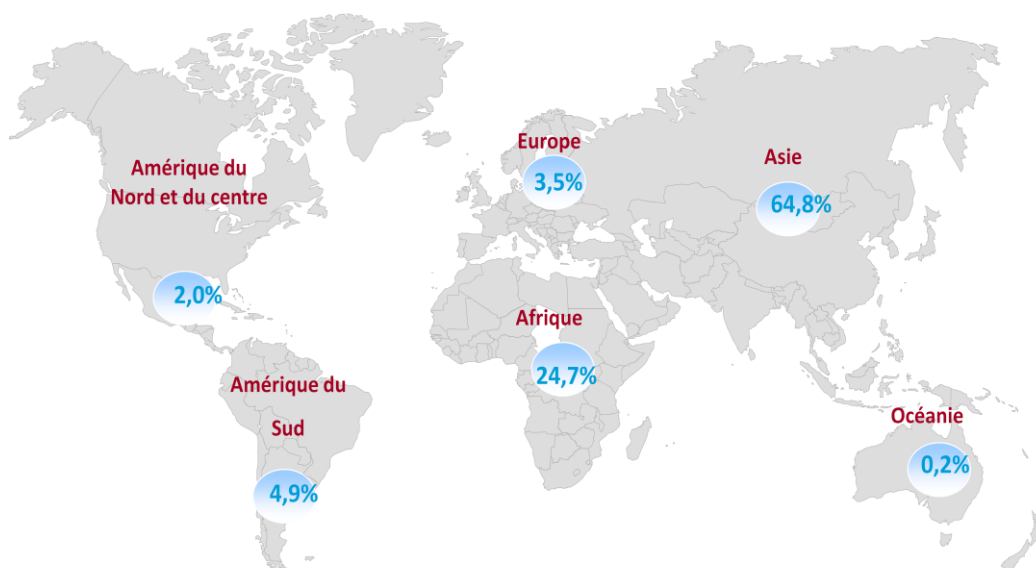 Europe
3,5%
Asie
64,8%
Amérique du
Nord et du centre
2,0%
Afrique
24,7%
Amérique du
Sud
4,9%
Océanie
0,2%